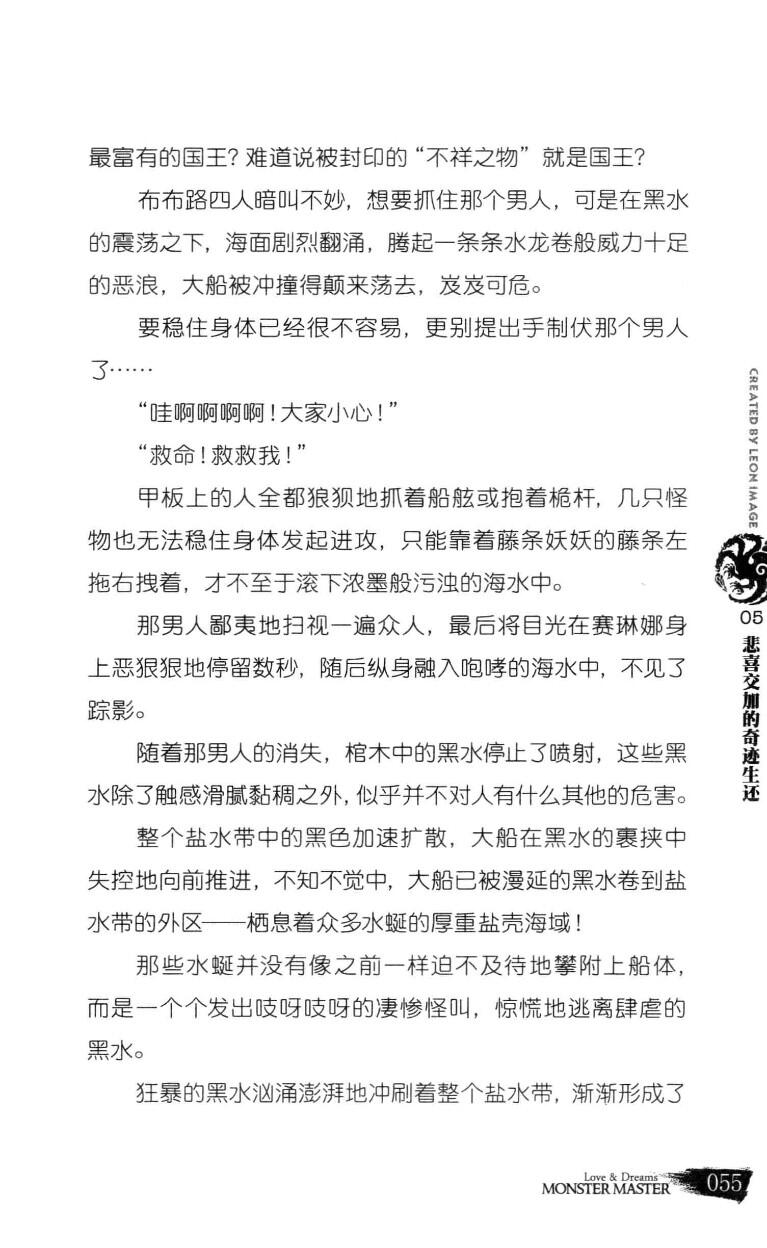 最富有的国王？难道说被封印的“不祥之物”就是国王？
布布路四人暗叫不妙，想要抓住那个男人，可是在黑水
的震荡之下，海面剧烈翻涌，腾起一条条水龙卷般威力十足
的恶浪，大船被冲撞得颠来荡去，岌岌可危。
要稳住身体已经很不容易，更别提出手制伏那个男人
了……
“哇啊啊啊啊！大家小心！”
“救命！救救我！”
甲板上的人全都狼狈地抓着船舷或抱着桅杆，几只怪
物也无法稳住身体发起进攻，只能靠着藤条妖妖的藤条左
拖右拽着，才不至于滚下浓墨般污浊的海水中。
那男人鄙夷地扫视一遍众人，最后将目光在赛琳娜身
上恶狠狠地停留数秒，随后纵身融入咆哮的海水中，不见了
踪影。
随着那男人的消失，棺木中的黑水停止了喷射，这些黑
水除了触感滑腻黏稠之外，似乎并不对人有什么其他的危害。
整个盐水带中的黑色加速扩散，大船在黑水的裹挟中
失控地向前推进，不知不觉中，大船已被漫延的黑水卷到盐
水带的外区——栖息着众多水蜒的厚重盐壳海域！
那些水蜒并没有像之前一样迫不及待地攀附上船体，
而是一个个发出吱呀吱呀的凄惨怪叫，惊慌地逃离肆虐的
黑水。
狂暴的黑水汹涌澎湃地冲刷着整个盐水带，渐渐形成了
CREATED BY LEON IMAGE
05
悲喜交加的奇迹生还
Love & Dreams
MONSTER MASTER
055